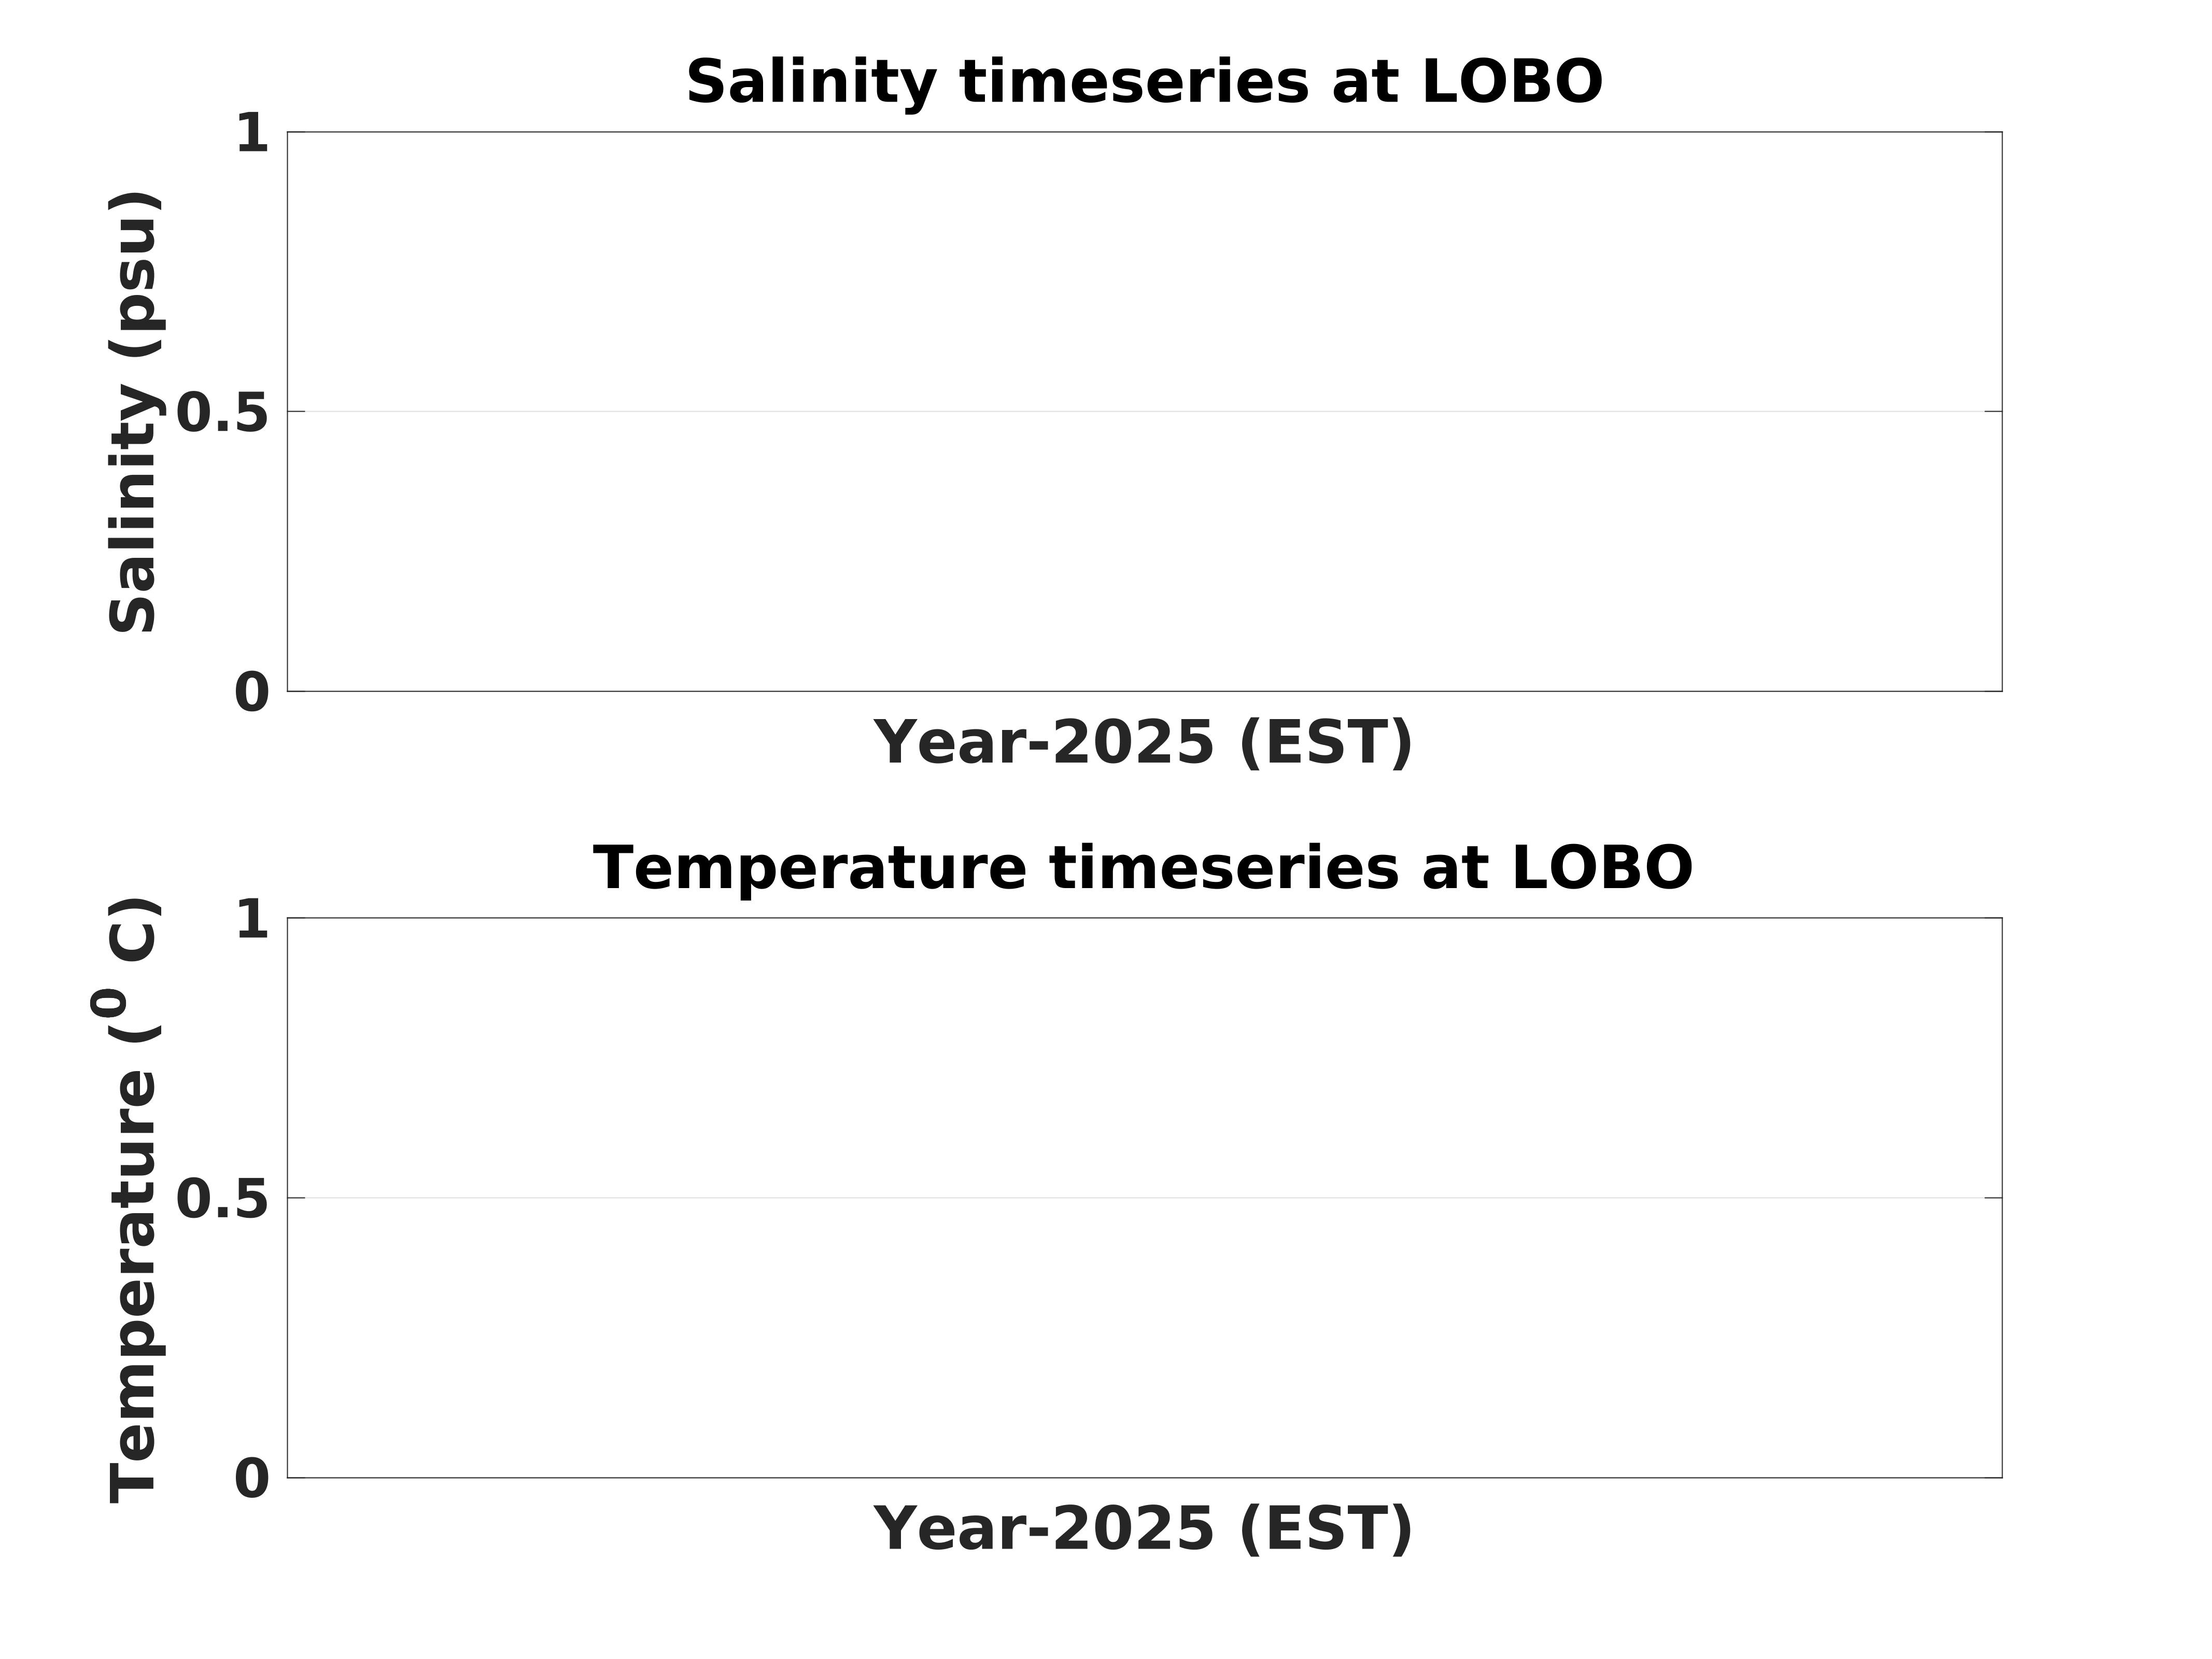 Salinity timeseries at LOBO
1
0.5
0
Salinity (psu)
Year-2025 (EST)
Temperature timeseries at LOBO
1
0.5
0
Temperature (⁰ C)
Year-2025 (EST)